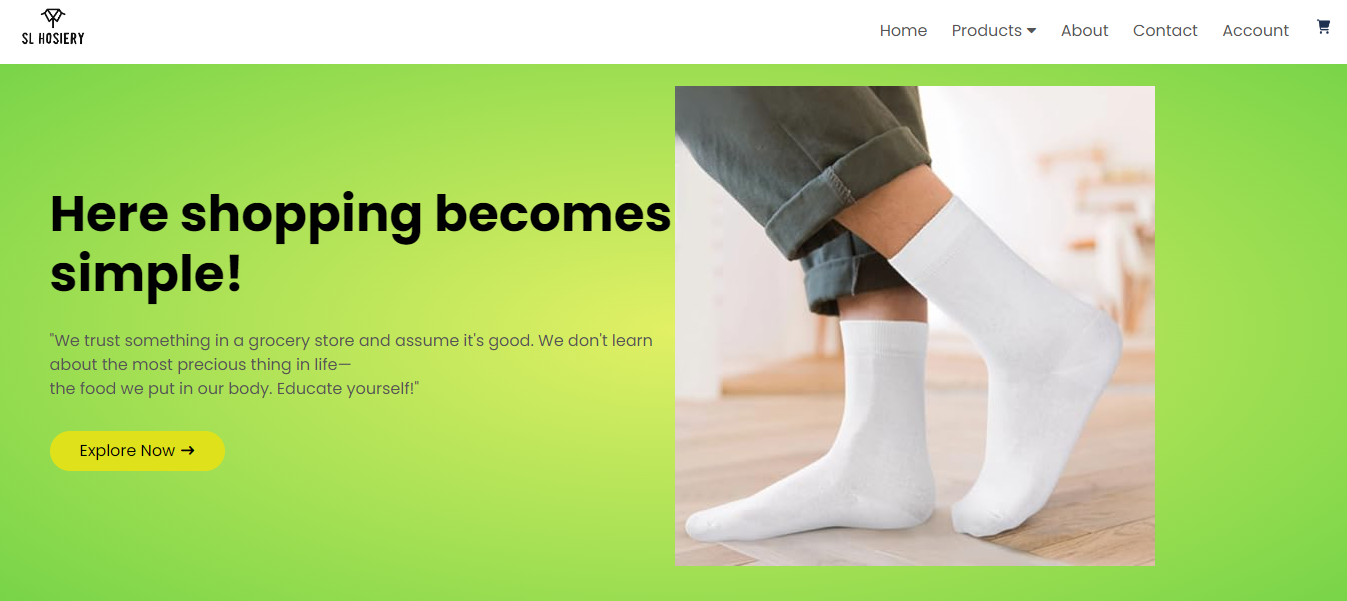 SL HOSIERY
Home Products About Contact Account
Here shopping becomes
simple!
"We trust something in a grocery store and assume it's good. We don't learn
about the most precious thing in life—
the food we put in our body. Educate yourself!"
Explore Now →